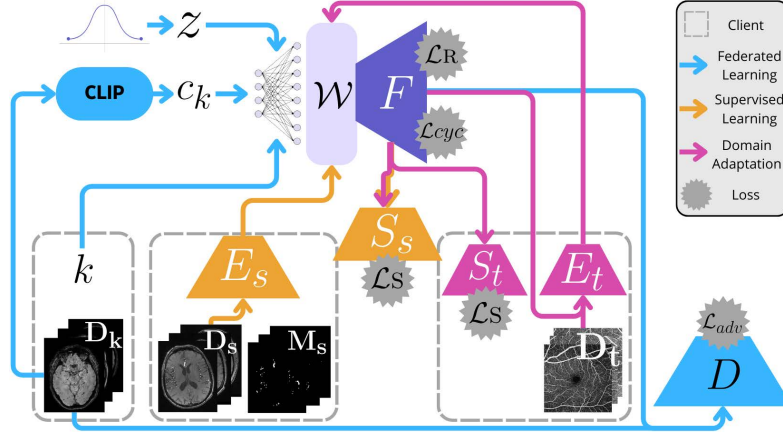 z
CLIP
c_k
W
F
L_R
L_cyc
k
D_k
E_s
D_s
M_s
S_s
L_S
S_t
L_S
E_t
D_t
L_adv
D
Client
Federated
Learning
Supervised
Learning
Domain
Adaptation
Loss